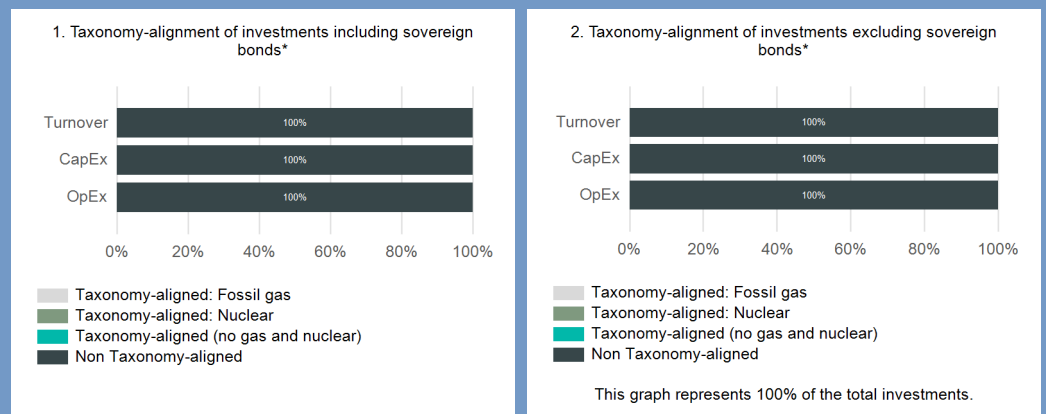 1. Taxonomy-alignment of investments including sovereign
bonds*
Turnover
100%
CapEx
100%
OpEx
100%
0% 20% 40% 60% 80% 100%
Taxonomy-aligned: Fossil gas
Taxonomy-aligned: Nuclear
Taxonomy-aligned (no gas and nuclear)
Non Taxonomy-aligned
2. Taxonomy-alignment of investments excluding sovereign
bonds*
Turnover
100%
CapEx
100%
OpEx
100%
0% 20% 40% 60% 80% 100%
Taxonomy-aligned: Fossil gas
Taxonomy-aligned: Nuclear
Taxonomy-aligned (no gas and nuclear)
Non Taxonomy-aligned
This graph represents 100% of the total investments.